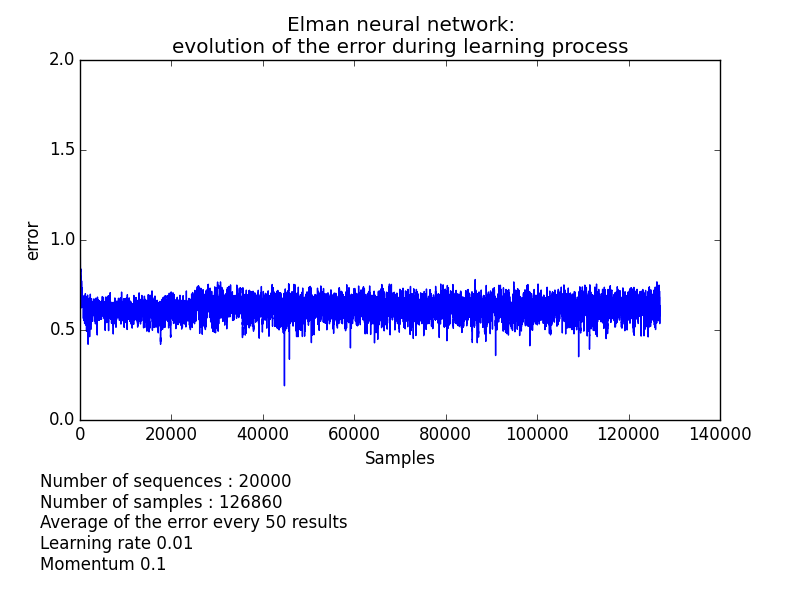 Elman neural network:
evolution of the error during learning process
2.0
1.5
1.0
0.5
0.0
error
0 20000 40000 60000 80000 100000 120000 140000
Samples
Number of sequences : 20000
Number of samples : 126860
Average of the error every 50 results
Learning rate 0.01
Momentum 0.1